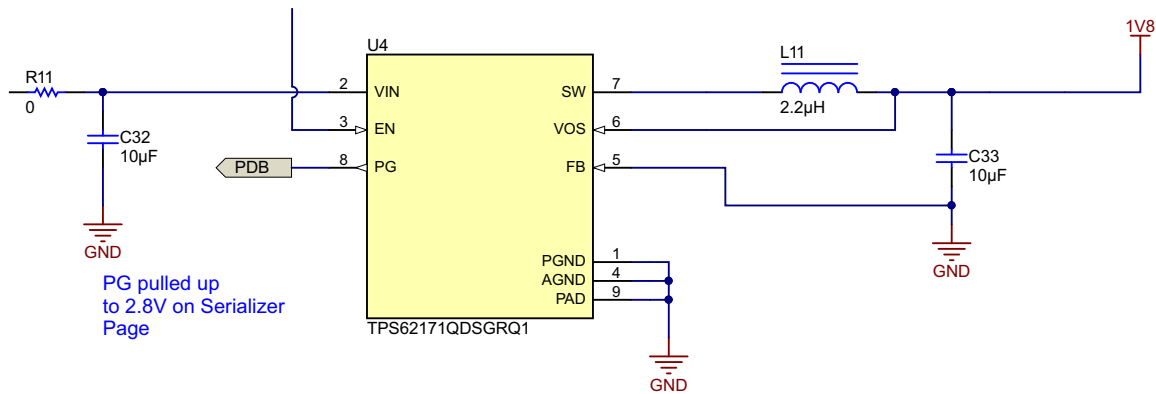 1V8
U4
L11
R11
2
VIN
SW
7
0
2.2µH
3
EN
VOS
6
C32
10µF
PDB
8
PG
FB
5
C33
10µF
GND
PGND
1
GND
PG pulled up
to 2.8V on Serializer
Page
AGND
4
PAD
9
TPS62171QDSGRQ1
GND